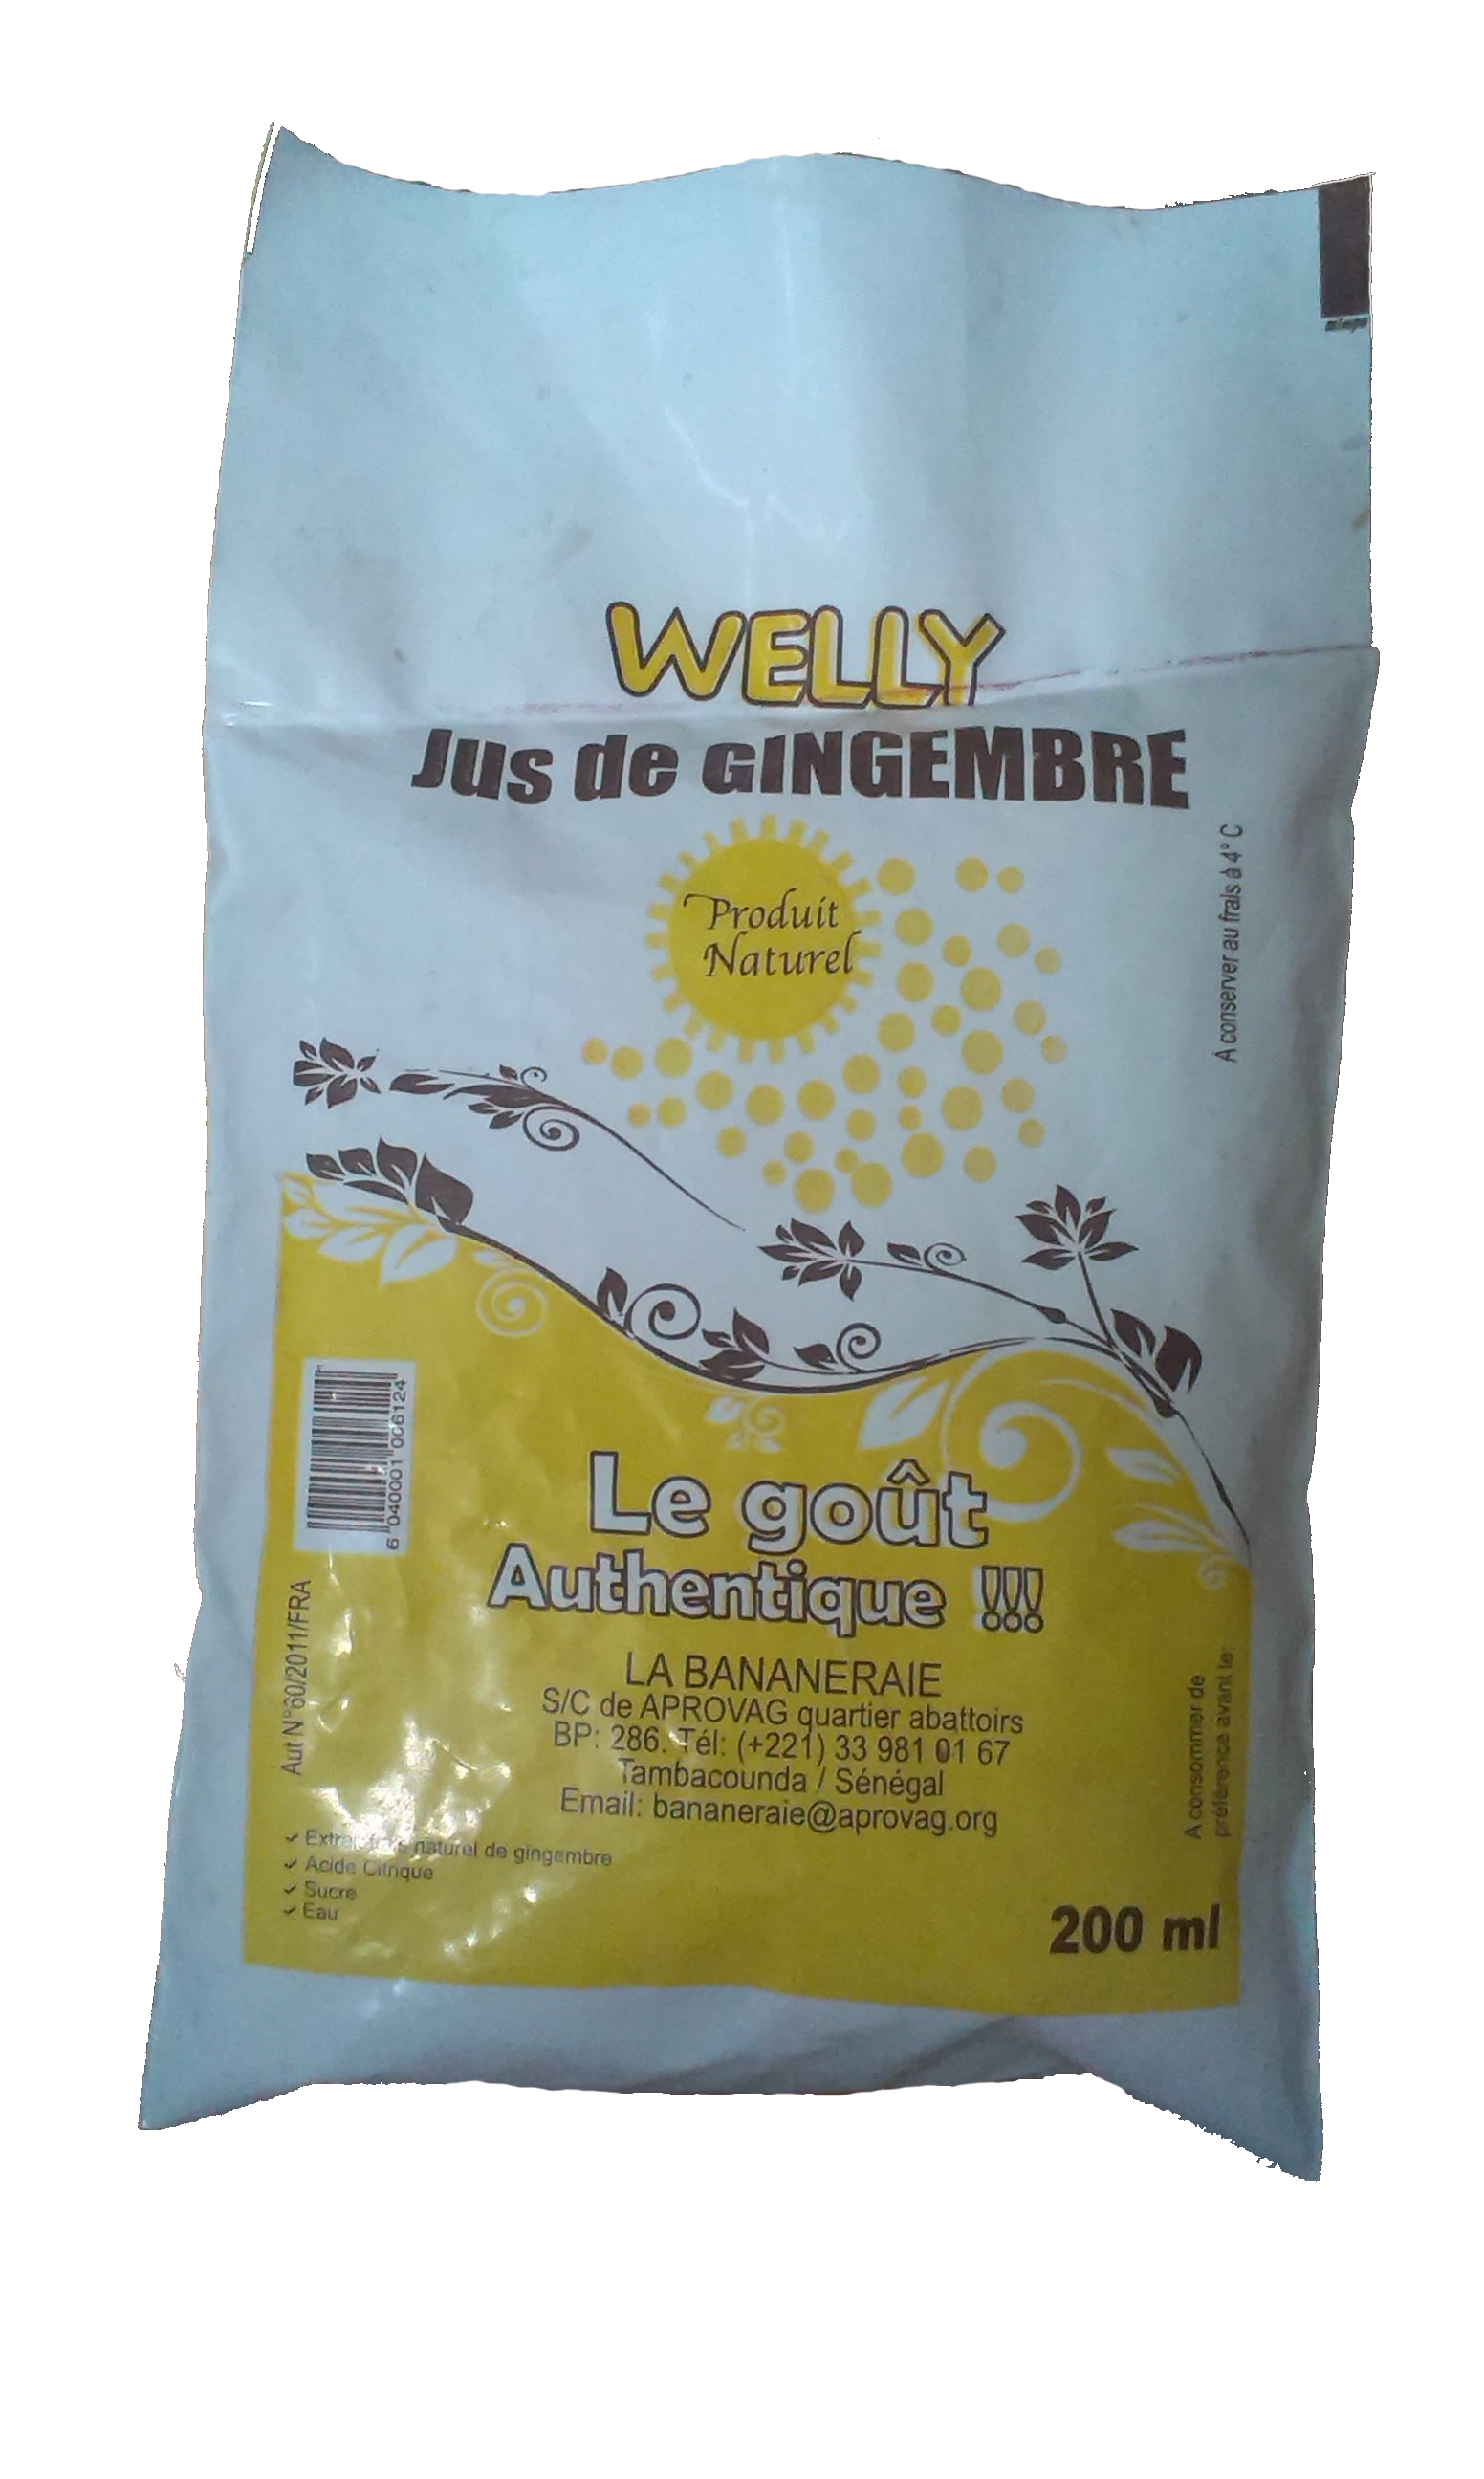 WELLY
Jus de GINGEMBRE
Produit
Naturel
A conserver au frais à 4° C
6 040001 006124
Le goût
Authentique !!!
Aut N°60/2011/FRA
LA BANANERAIE
S/C de APROVAG quartier abattoirs
BP: 286. Tél: (+221) 33 981 01 67
Tambacounda / Sénégal
Email: bananeraie@aprovag.org
A consommer de
préférence avant le:
✓ Extrait frais naturel de gingembre
✓ Acide Citrique
✓ Sucre
✓ Eau
200 ml